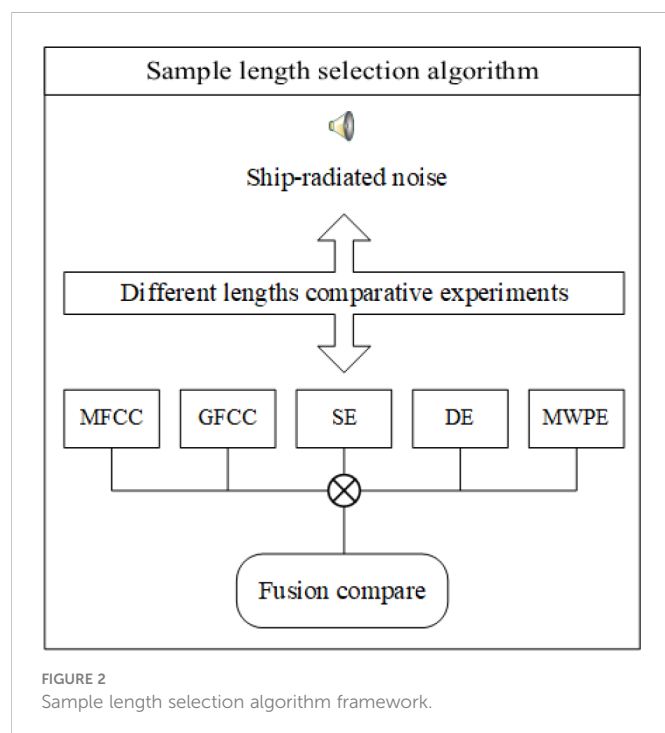 Sample length selection algorithm
Ship-radiated noise
Different lengths comparative experiments
MFCC GFCC SE DE MWPE
Fusion compare
FIGURE 2
Sample length selection algorithm framework.